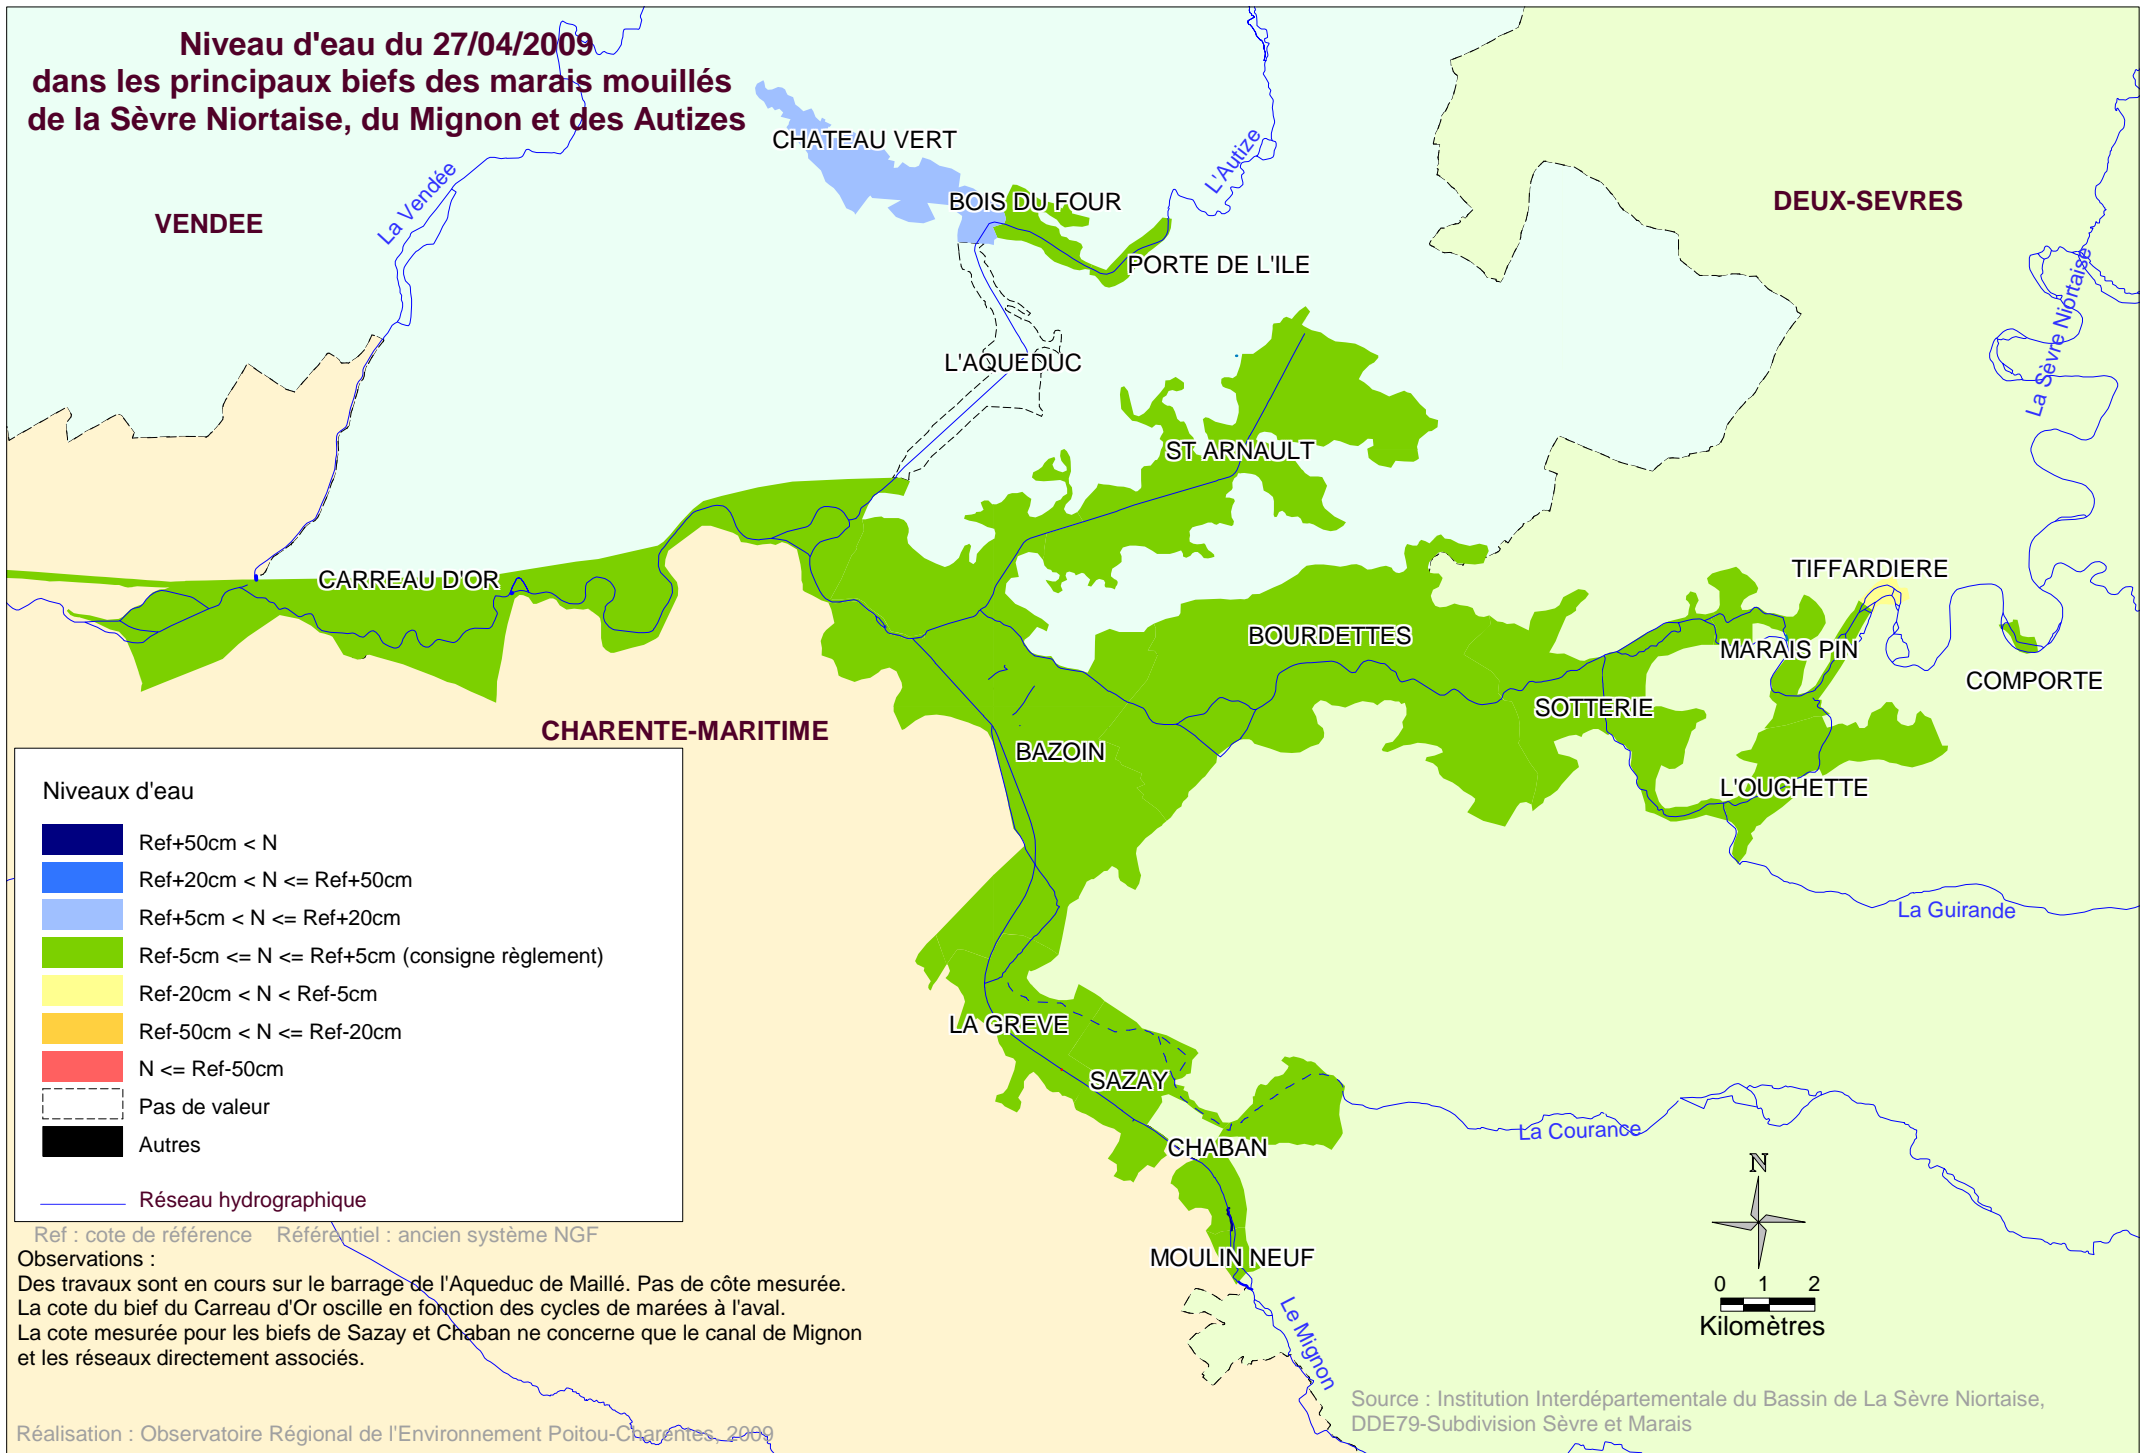 Niveau d'eau du 27/04/2009
dans les principaux biefs des marais mouillés
de la Sèvre Niortaise, du Mignon et des Autizes
CHATEAU VERT
La Vendée
L'Autize
VENDEE
BOIS DU FOUR
DEUX-SEVRES
PORTE DE L'ILE
La Sèvre Niortaise
L'AQUEDUC
ST ARNAULT
CARREAU D'OR
TIFFARDIERE
BOURDETTES
MARAIS PIN
COMPORTE
SOTTERIE
CHARENTE-MARITIME
BAZOIN
L'OUCHETTE
La Guirande
LA GREVE
SAZAY
La Courance
CHABAN
MOULIN NEUF
Le Mignon
Niveaux d'eau
Ref+50cm < N
Ref+20cm < N <= Ref+50cm
Ref+5cm < N <= Ref+20cm
Ref-5cm <= N <= Ref+5cm (consigne règlement)
Ref-20cm < N < Ref-5cm
Ref-50cm < N <= Ref-20cm
N <= Ref-50cm
Pas de valeur
Autres
Réseau hydrographique
Ref : cote de référence Référentiel : ancien système NGF
Observations :
Des travaux sont en cours sur le barrage de l'Aqueduc de Maillé. Pas de côte mesurée.
La cote du bief du Carreau d'Or oscille en fonction des cycles de marées à l'aval.
La cote mesurée pour les biefs de Sazay et Chaban ne concerne que le canal de Mignon
et les réseaux directement associés.
N
0 1 2
Kilomètres
Source : Institution Interdépartementale du Bassin de La Sèvre Niortaise,
DDE79-Subdivision Sèvre et Marais
Réalisation : Observatoire Régional de l'Environnement Poitou-Charentes, 2009